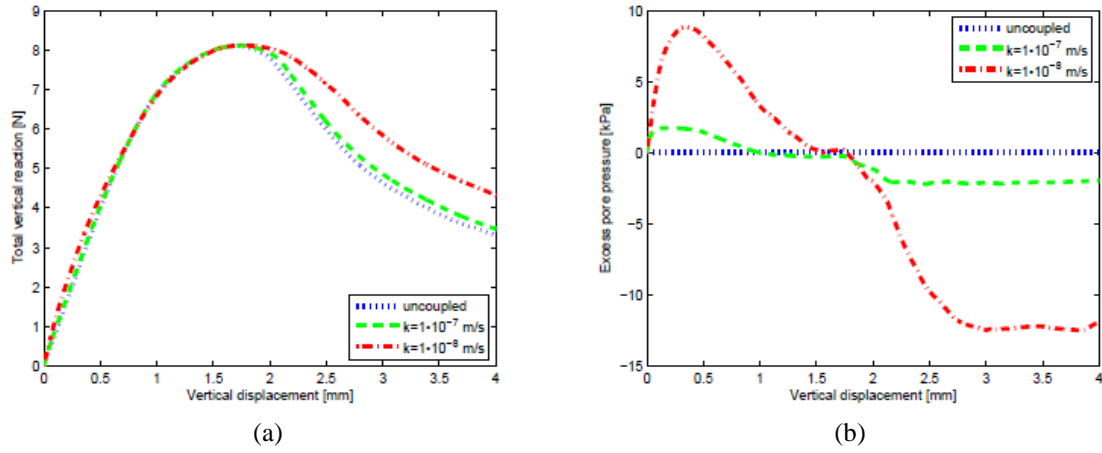 Total vertical reaction [N]
9
8
7
6
5
4
3
2
1
0
uncoupled
k=1•10⁻⁷ m/s
k=1•10⁻⁸ m/s
0 0.5 1 1.5 2 2.5 3 3.5 4
Vertical displacement [mm]
(a)
Excess pore pressure [kPa]
10
5
0
−5
−10
−15
uncoupled
k=1•10⁻⁷ m/s
k=1•10⁻⁸ m/s
0 0.5 1 1.5 2 2.5 3 3.5 4
Vertical displacement [mm]
(b)